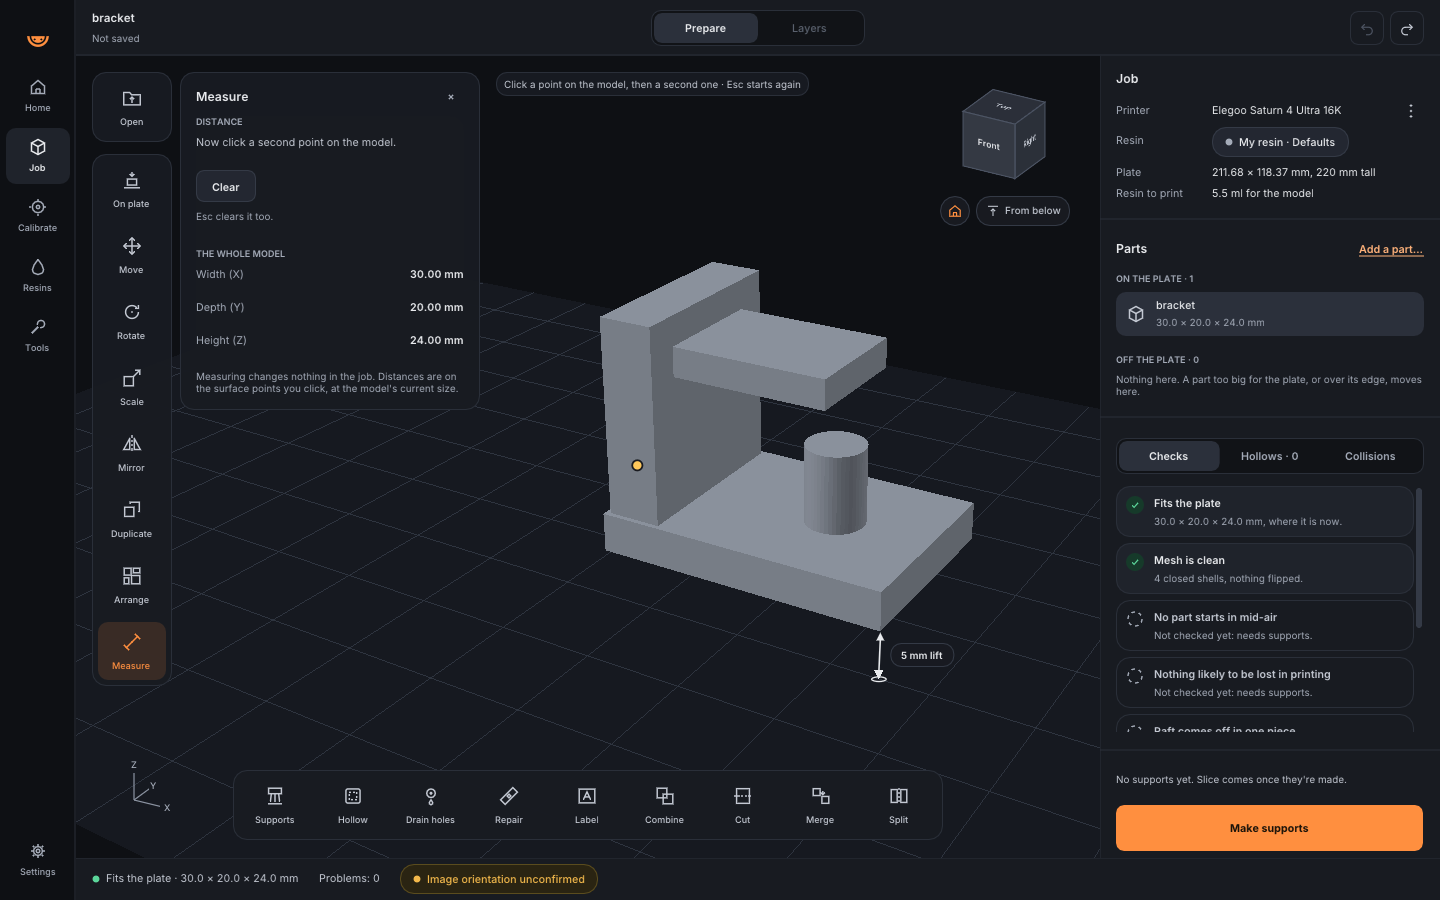 bracket
Not saved
Prepare
Layers
Home
Job
Calibrate
Resins
Tools
Settings
Open
On plate
Move
Rotate
Scale
Mirror
Duplicate
Arrange
Measure
Measure
×
DISTANCE
Now click a second point on the model.
Clear
Esc clears it too.
THE WHOLE MODEL
Width (X) 30.00 mm
Depth (Y) 20.00 mm
Height (Z) 24.00 mm
Measuring changes nothing in the job. Distances are on
the surface points you click, at the model's current size.
Click a point on the model, then a second one · Esc starts again
Top
Front
Right
From below
5 mm lift
Z
Y
X
Supports
Hollow
Drain holes
Repair
Label
Combine
Cut
Merge
Split
Job
Printer Elegoo Saturn 4 Ultra 16K
Resin My resin · Defaults
Plate 211.68 × 118.37 mm, 220 mm tall
Resin to print 5.5 ml for the model
Parts
Add a part...
ON THE PLATE · 1
bracket
30.0 × 20.0 × 24.0 mm
OFF THE PLATE · 0
Nothing here. A part too big for the plate, or over its edge, moves
here.
Checks
Hollows · 0
Collisions
Fits the plate
30.0 × 20.0 × 24.0 mm, where it is now.
Mesh is clean
4 closed shells, nothing flipped.
No part starts in mid-air
Not checked yet: needs supports.
Nothing likely to be lost in printing
Not checked yet: needs supports.
Raft comes off in one piece
No supports yet. Slice comes once they're made.
Make supports
Fits the plate · 30.0 × 20.0 × 24.0 mm
Problems: 0
Image orientation unconfirmed